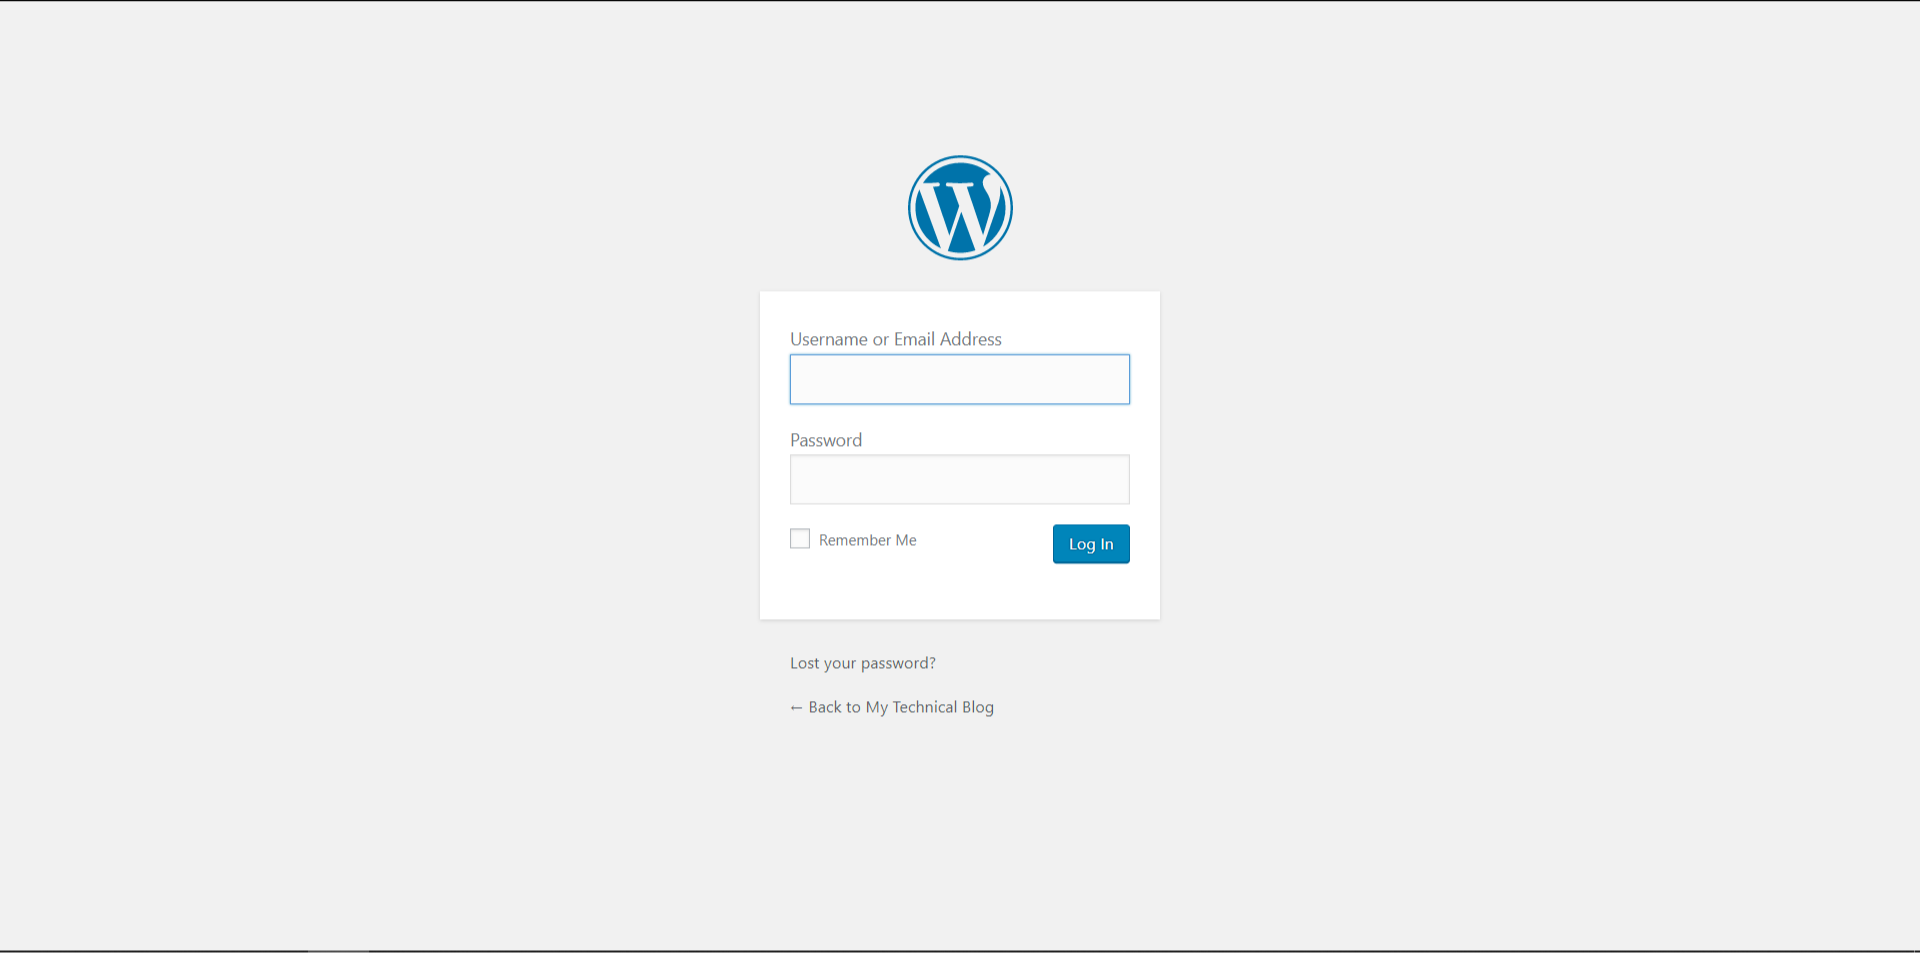 Username or Email Address
Password
Remember Me
Log In
Lost your password?
← Back to My Technical Blog